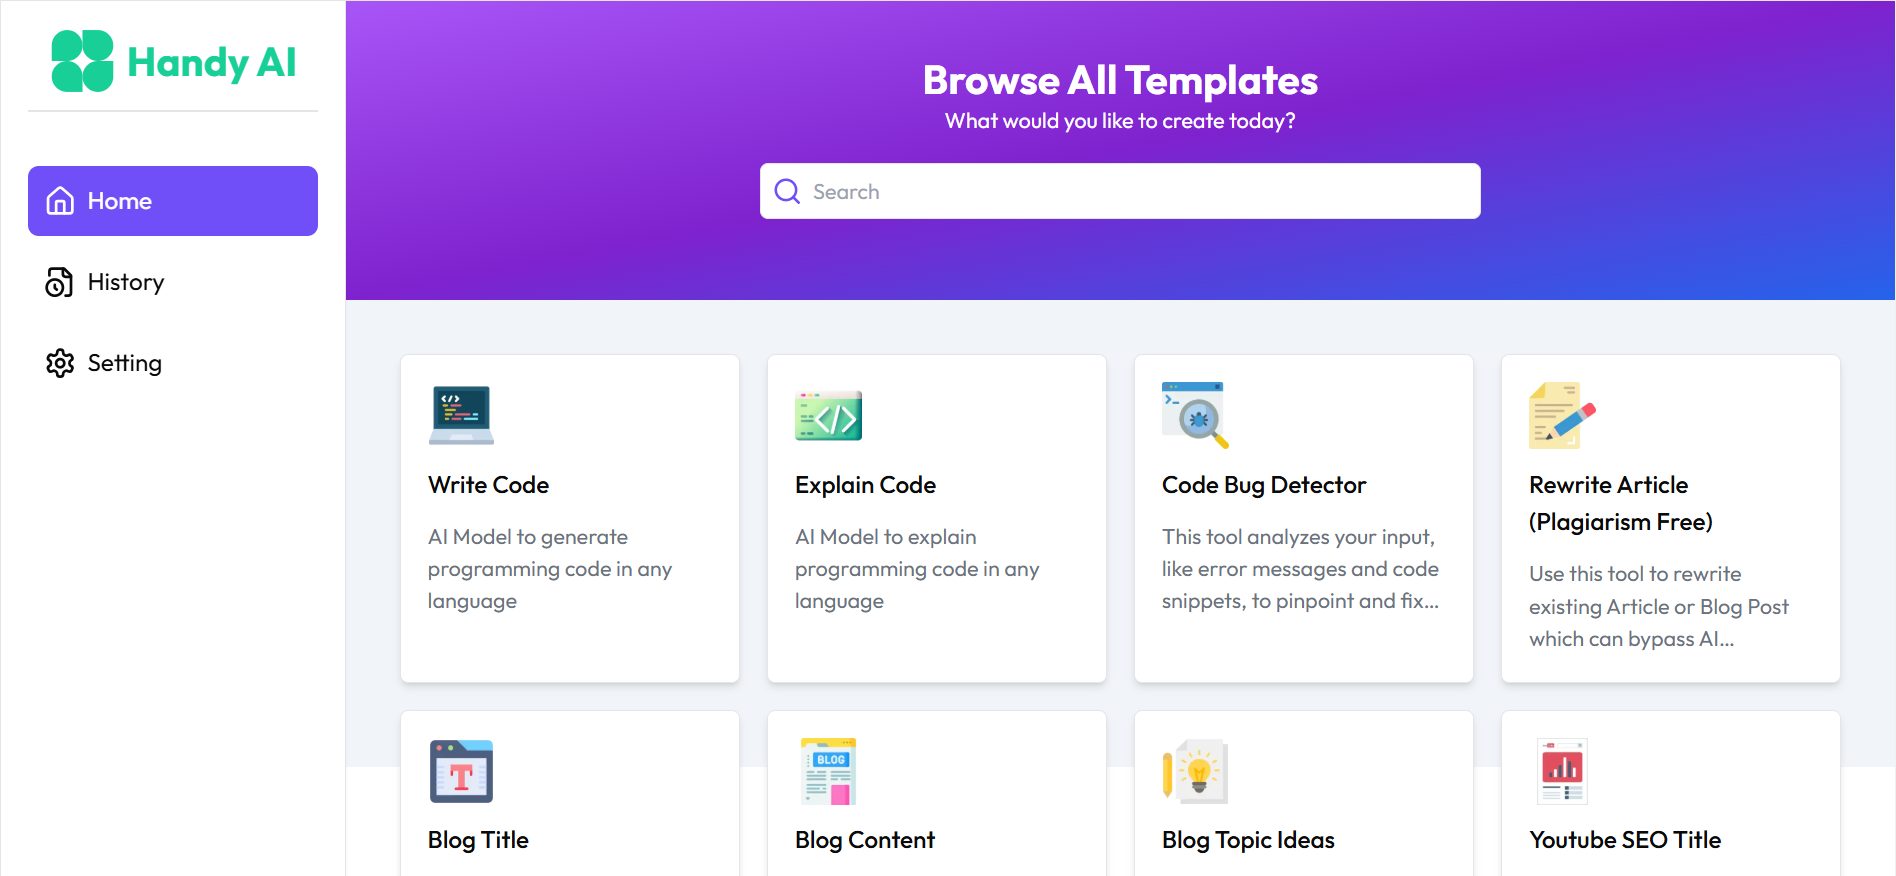 Handy AI
Home
History
Setting
Browse All Templates
What would you like to create today?
Search
Write Code
AI Model to generate
programming code in any
language
Explain Code
AI Model to explain
programming code in any
language
Code Bug Detector
This tool analyzes your input,
like error messages and code
snippets, to pinpoint and fix...
Rewrite Article
(Plagiarism Free)
Use this tool to rewrite
existing Article or Blog Post
which can bypass AI...
Blog Title
BLOG
Blog Content
Blog Topic Ideas
Youtube SEO Title